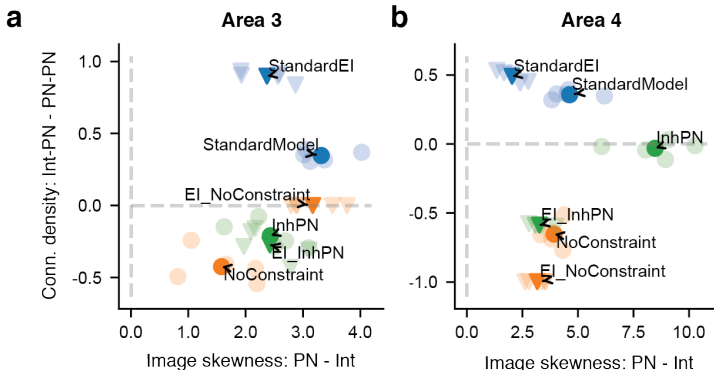 a
Area 3
Conn. density: Int-PN - PN-PN
1.0
0.5
0.0
-0.5
StandardEI
StandardModel
EI_NoConstraint
InhPN
EI_InhPN
NoConstraint
0.0 1.0 2.0 3.0 4.0
Image skewness: PN - Int
b
Area 4
0.5
0.0
-0.5
-1.0
StandardEI
StandardModel
InhPN
EI_InhPN
NoConstraint
EI_NoConstraint
0.0 2.5 5.0 7.5 10.0
Image skewness: PN - Int